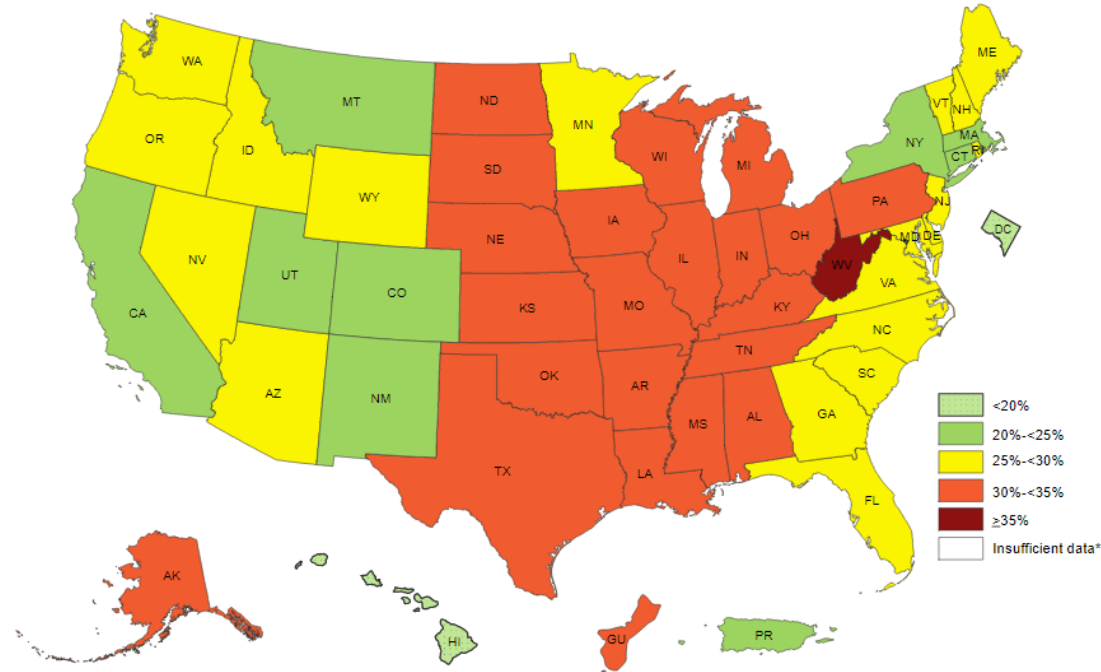 ME
WA
MT
ND
VT
NH
MN
OR
NY
MA
ID
WI
CT
RI
SD
MI
WY
PA
NJ
IA
NE
OH
DC
MD
DE
IN
IL
NV
WV
UT
VA
CO
KS
MO
KY
CA
NC
TN
OK
SC
AZ
AR
NM
GA
MS
AL
<20%
20%-<25%
TX
LA
25%-<30%
30%-<35%
FL
≥35%
Insufficient data*
AK
HI
GU
PR